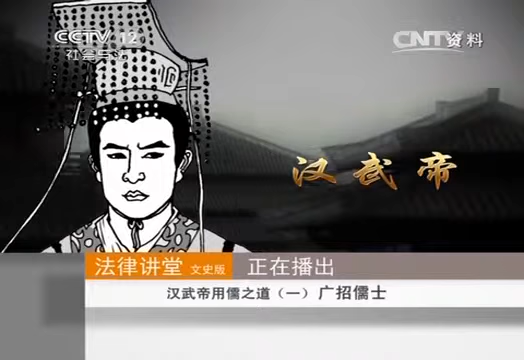 CCTV 12
社会与法
CNTV资料
汉武帝
法律讲堂 文史版 正在播出
汉武帝用儒之道（一）广招儒士